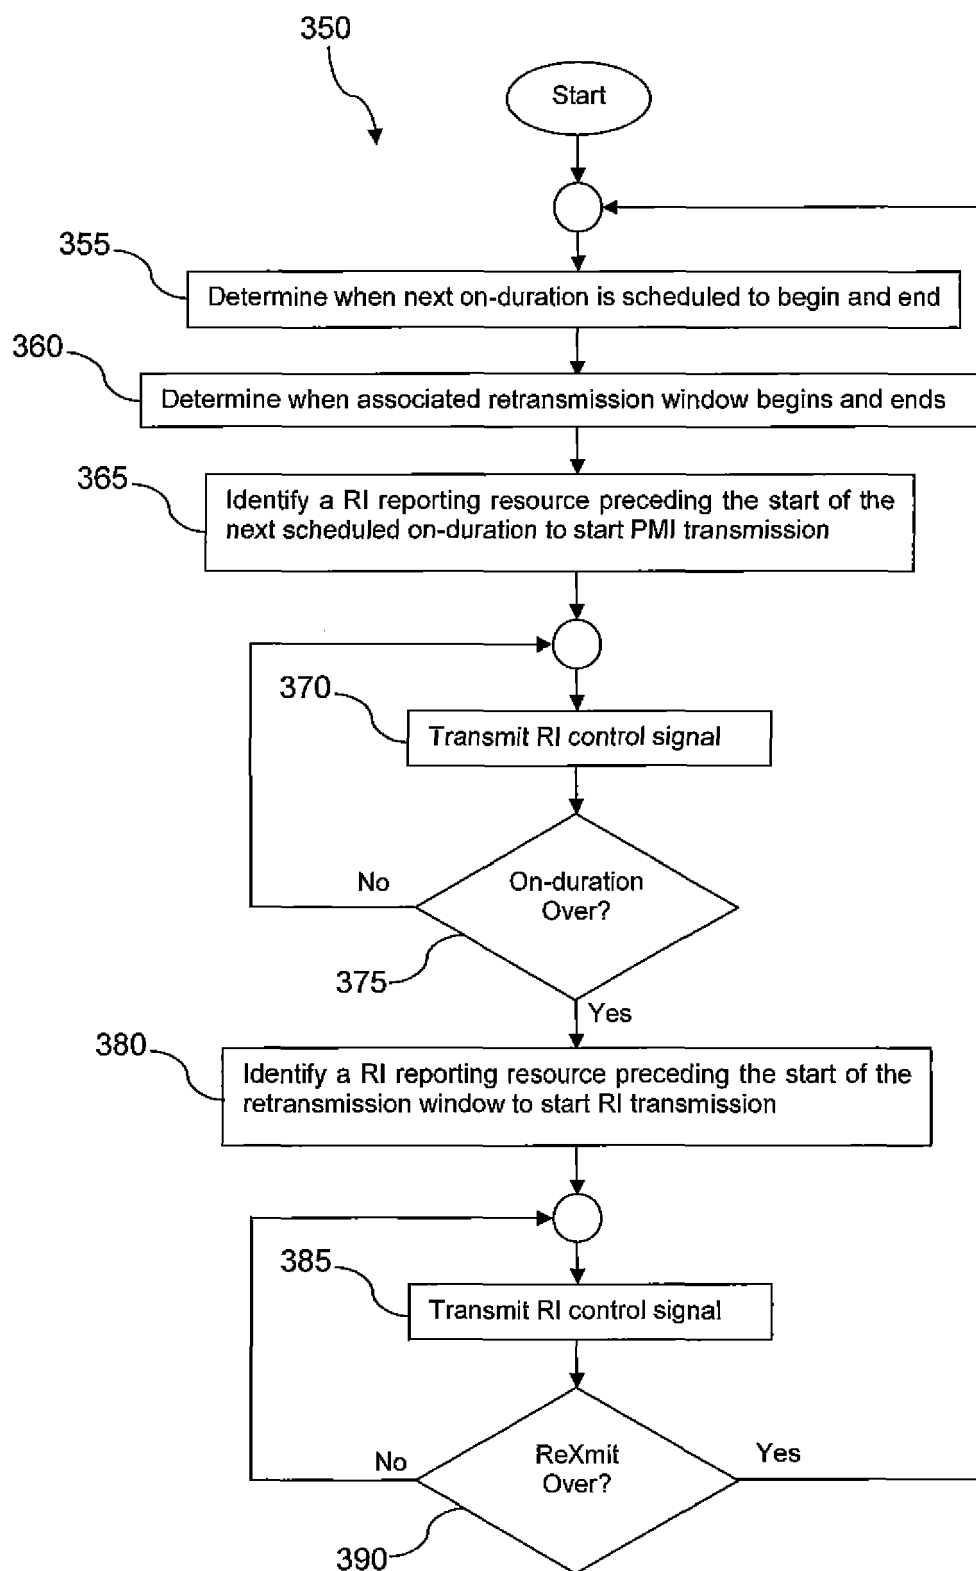 350
Start
355
Determine when next on-duration is scheduled to begin and end
360
Determine when associated retransmission window begins and ends
365
Identify a RI reporting resource preceding the start of the
next scheduled on-duration to start PMI transmission
370
Transmit RI control signal
No
On-duration
Over?
375
Yes
380
Identify a RI reporting resource preceding the start of the
retransmission window to start RI transmission
385
Transmit RI control signal
No
ReXmit
Over?
Yes
390